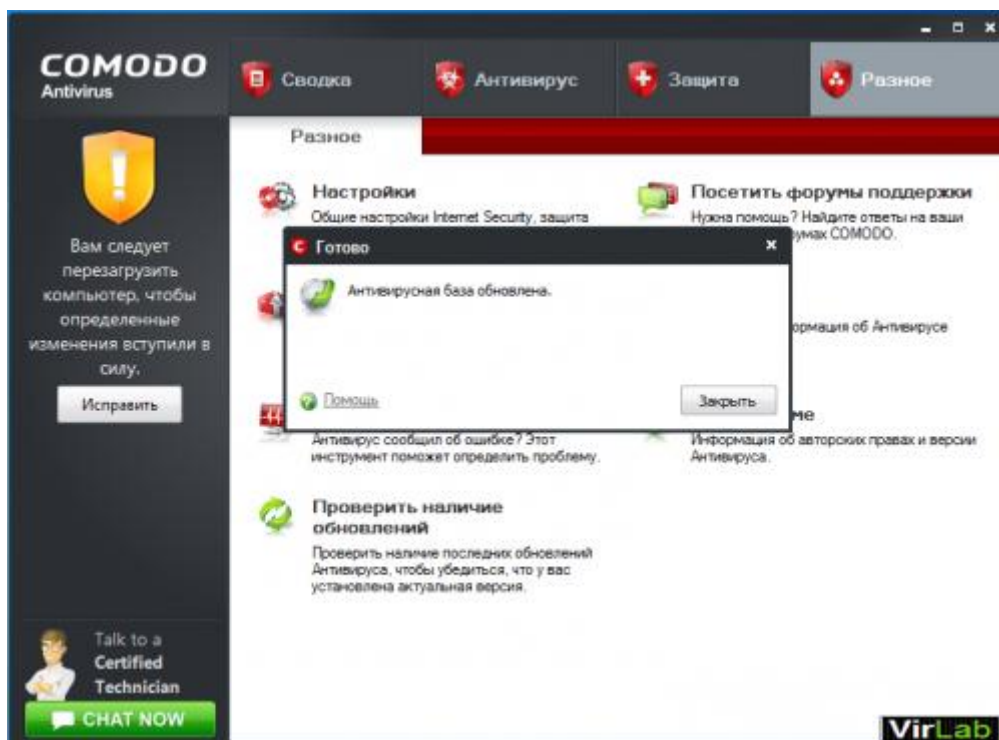 COMODO
Antivirus
Сводка
Антивирус
Защита
Разное
Разное
Вам следует
перезагрузить
компьютер, чтобы
определенные
изменения вступили в
силу.
Исправить
Настройки
Общие настройки Internet Security, защита
Посетить форумы поддержки
Нужна помощь? Найдите ответы на ваши
COMODO.
Готово
Антивирусная база обновлена.
Помощь
Закрыть
об Антивирусе
Антивирус сообщил об ошибке? Этот
инструмент поможет определить проблему.
Информация об авторских правах и версии
Антивируса.
Проверить наличие
обновлений
Проверить наличие последних обновлений
Антивируса, чтобы убедиться, что у вас
установлена актуальная версия.
Talk to a
Certified
Technician
CHAT NOW
VirLab